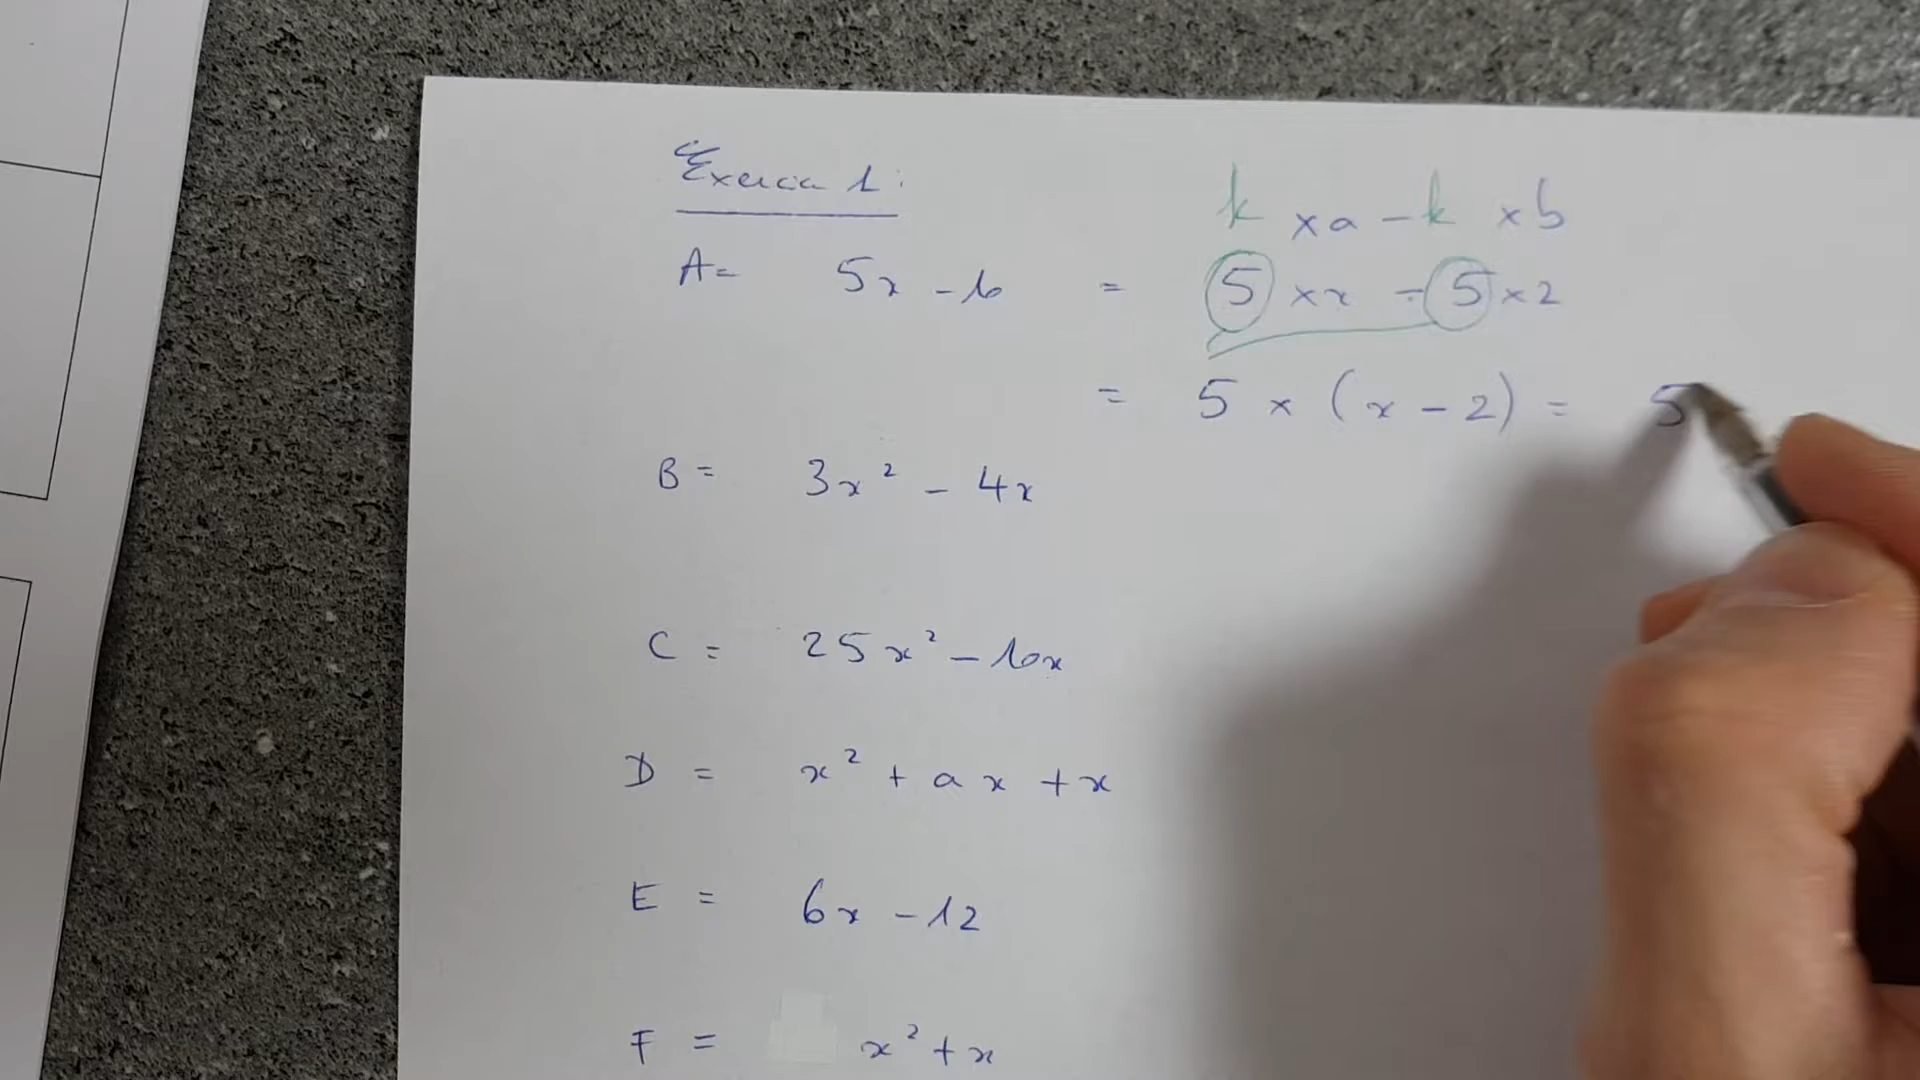 Exercice 1:
k × a - k × b
A = 5x - 10 = 5 × x - 5 × 2
= 5 × (x - 2) = 5
B = 3x² - 4x
C = 25x² - 10x
D = x² + ax + x
E = 6x - 12
F = x² + x